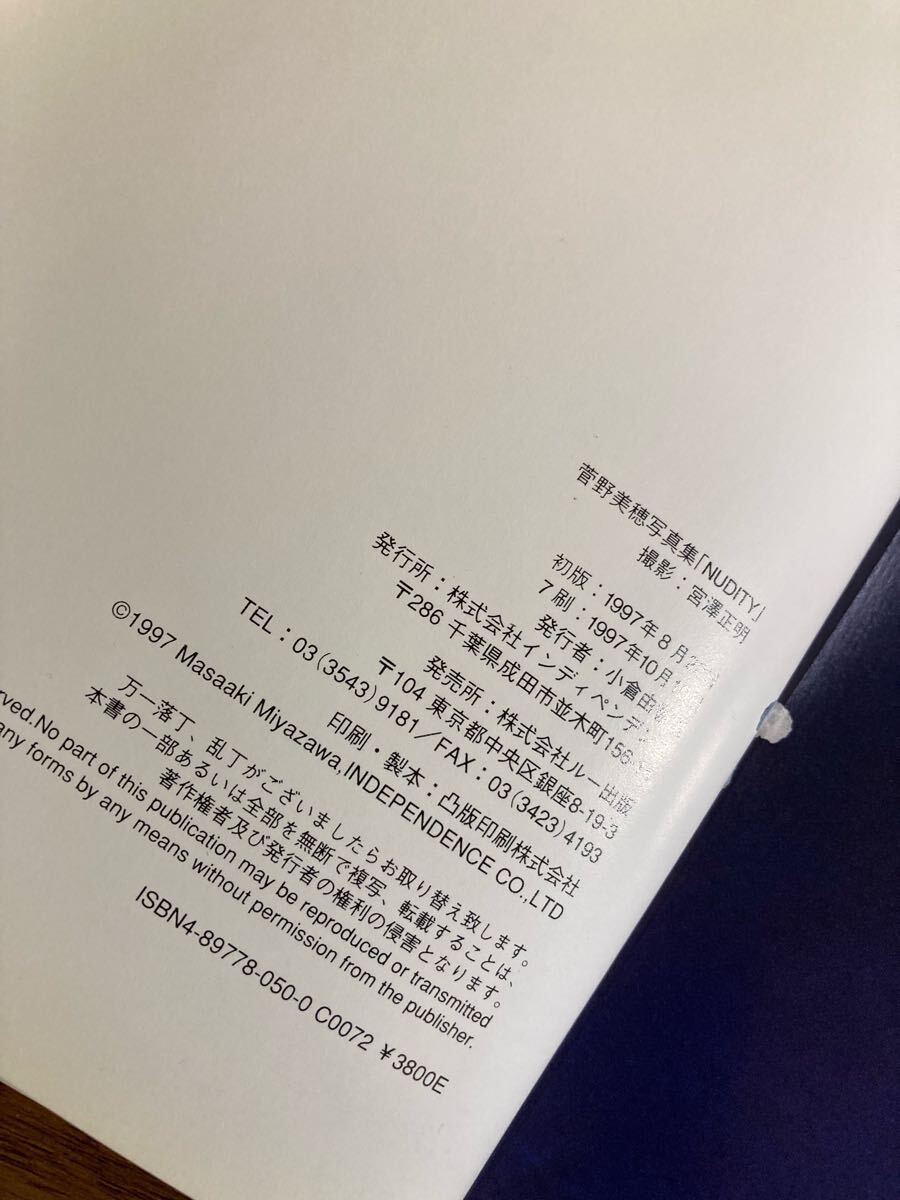 菅野美穂写真集「NUDITY」
撮影：宮澤正明
初版：1997年8月2
7刷：1997年10月
発行者：小倉由
発行所：株式会社インディペンデ
〒286 千葉県成田市並木町156
発売所：株式会社ルー出版
〒104 東京都中央区銀座8-19-3
TEL：03(3543)9181/FAX：03(3423)4193
印刷・製本：凸版印刷株式会社
©1997 Masaaki Miyazawa,INDEPENDENCE CO.,LTD
万一落丁、乱丁がございましたらお取り替え致します。
本書の一部あるいは全部を無断で複写、転載することは、
著作権者及び発行者の権利の侵害となります。
rved.No part of this publication may be reproduced or transmitted
any forms by any means without permission from the publisher.
ISBN4-89778-050-0 C0072 ¥3800E